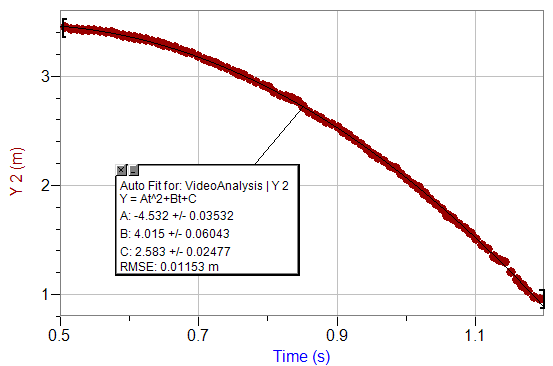 3
2
1
Y 2 (m)
Auto Fit for: VideoAnalysis | Y 2
Y = At^2+Bt+C
A: -4.532 +/- 0.03532
B: 4.015 +/- 0.06043
C: 2.583 +/- 0.02477
RMSE: 0.01153 m
0.5 0.7 0.9 1.1
Time (s)